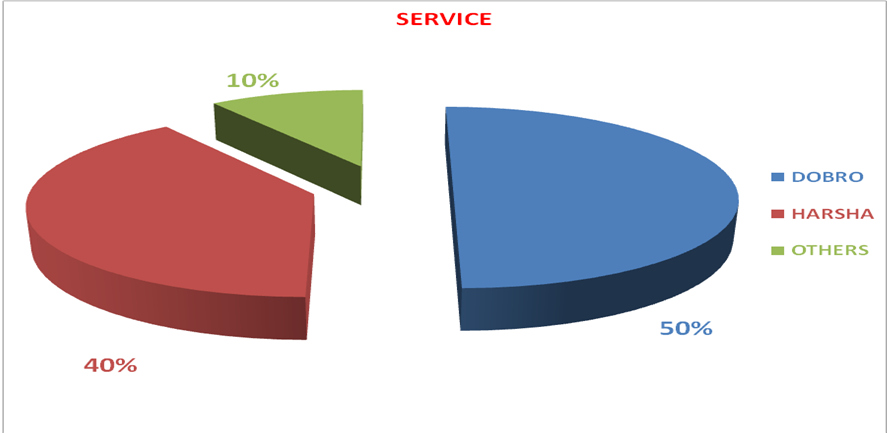 SERVICE
10%
DOBRO
HARSHA
OTHERS
50%
40%